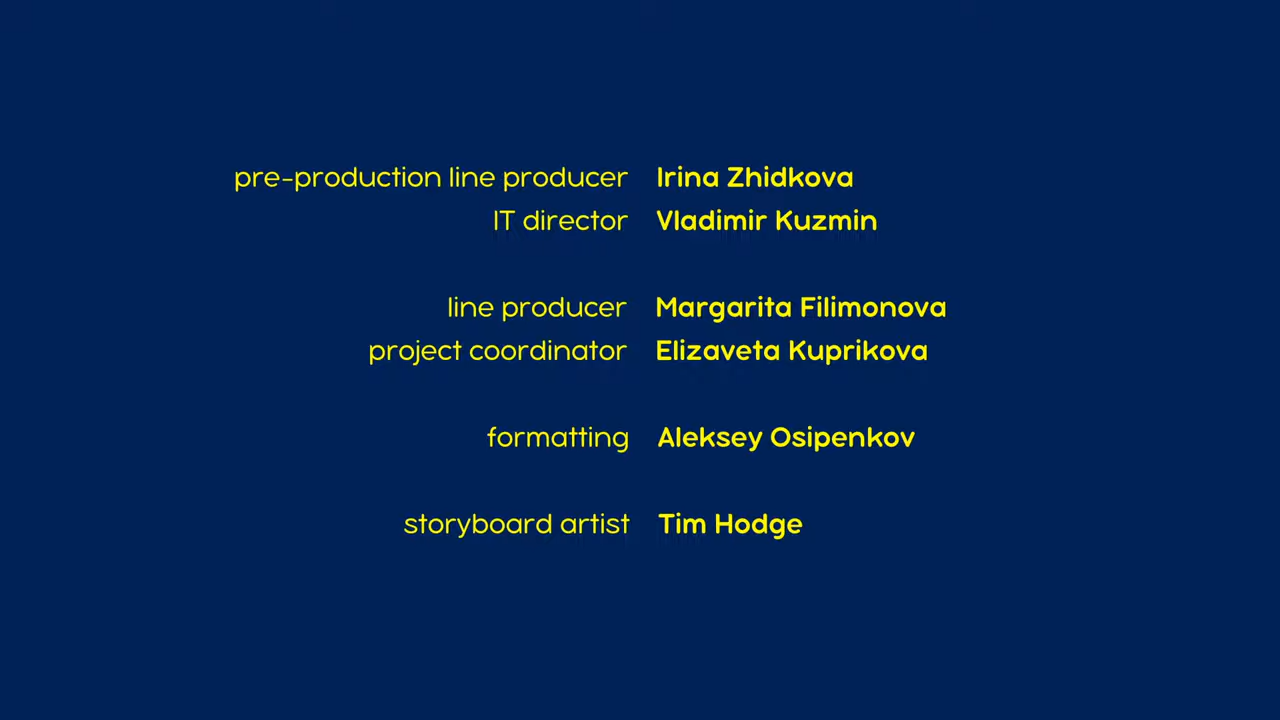 pre-production line producer Irina Zhidkova
IT director Vladimir Kuzmin
line producer Margarita Filimonova
project coordinator Elizaveta Kuprikova
formatting Aleksey Osipenkov
storyboard artist Tim Hodge